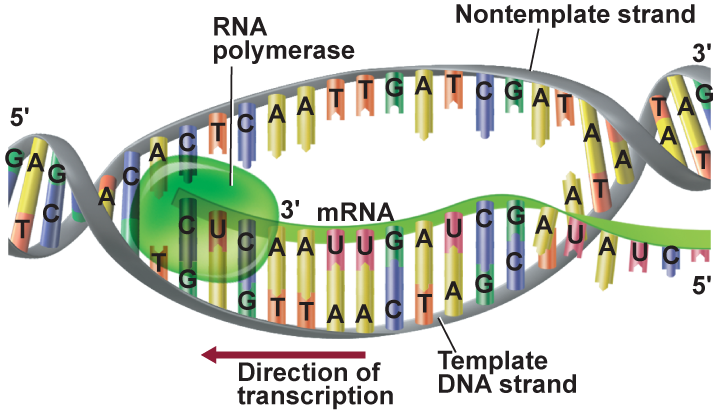 Nontemplate strand
RNA
polymerase
3'
5'
G A G
T C
A C A C T C A A T T G A T C G A T A A
T A G
A T
3'
mRNA
C U C A A U U G A U C G A U A U C
T G G T T A A C T A G C
A T
5'
Direction of
transcription
Template
DNA strand